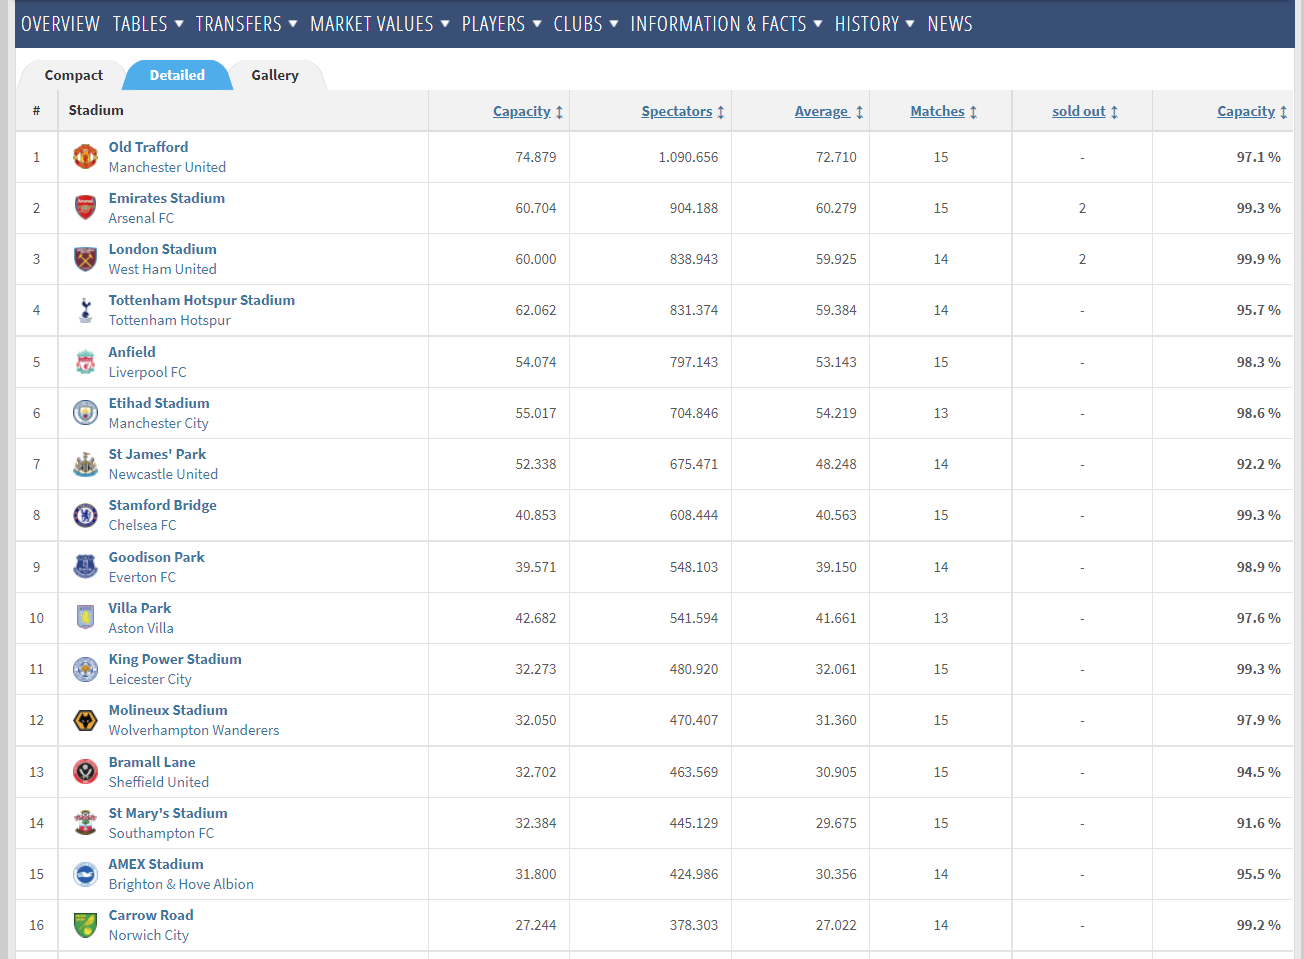 OVERVIEW TABLES TRANSFERS MARKET VALUES PLAYERS CLUBS INFORMATION & FACTS HISTORY NEWS
Compact Detailed Gallery
# Stadium Capacity Spectators Average Matches sold out Capacity
1 Old Trafford 74.879 1.090.656 72.710 15 - 97.1 %
Manchester United
2 Emirates Stadium 60.704 904.188 60.279 15 2 99.3 %
Arsenal FC
3 London Stadium 60.000 838.943 59.925 14 2 99.9 %
West Ham United
4 Tottenham Hotspur Stadium 62.062 831.374 59.384 14 - 95.7 %
Tottenham Hotspur
5 Anfield 54.074 797.143 53.143 15 - 98.3 %
Liverpool FC
6 Etihad Stadium 55.017 704.846 54.219 13 - 98.6 %
Manchester City
7 St James' Park 52.338 675.471 48.248 14 - 92.2 %
Newcastle United
8 Stamford Bridge 40.853 608.444 40.563 15 - 99.3 %
Chelsea FC
9 Goodison Park 39.571 548.103 39.150 14 - 98.9 %
Everton FC
10 Villa Park 42.682 541.594 41.661 13 - 97.6 %
Aston Villa
11 King Power Stadium 32.273 480.920 32.061 15 - 99.3 %
Leicester City
12 Molineux Stadium 32.050 470.407 31.360 15 - 97.9 %
Wolverhampton Wanderers
13 Bramall Lane 32.702 463.569 30.905 15 - 94.5 %
Sheffield United
14 St Mary's Stadium 32.384 445.129 29.675 15 - 91.6 %
Southampton FC
15 AMEX Stadium 31.800 424.986 30.356 14 - 95.5 %
Brighton & Hove Albion
16 Carrow Road 27.244 378.303 27.022 14 - 99.2 %
Norwich City